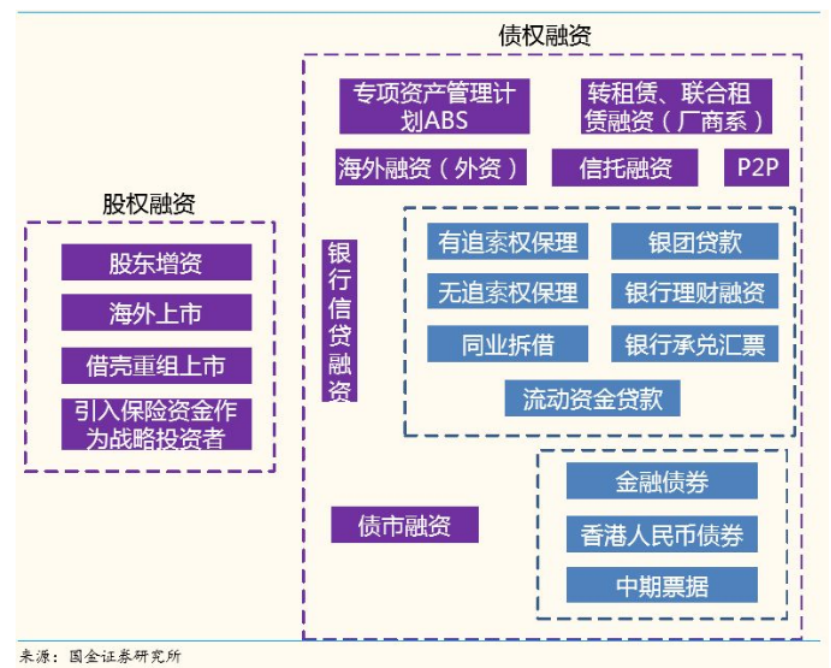 债权融资
专项资产管理计
划ABS
转租赁、联合租
赁融资（厂商系）
海外融资（外资）
信托融资
P2P
股权融资
股东增资
海外上市
借壳重组上市
引入保险资金作
为战略投资者
银
行
信
贷
融
资
有追索权保理
银团贷款
无追索权保理
银行理财融资
同业拆借
银行承兑汇票
流动资金贷款
债市融资
金融债券
香港人民币债券
中期票据
来源：国金证券研究所